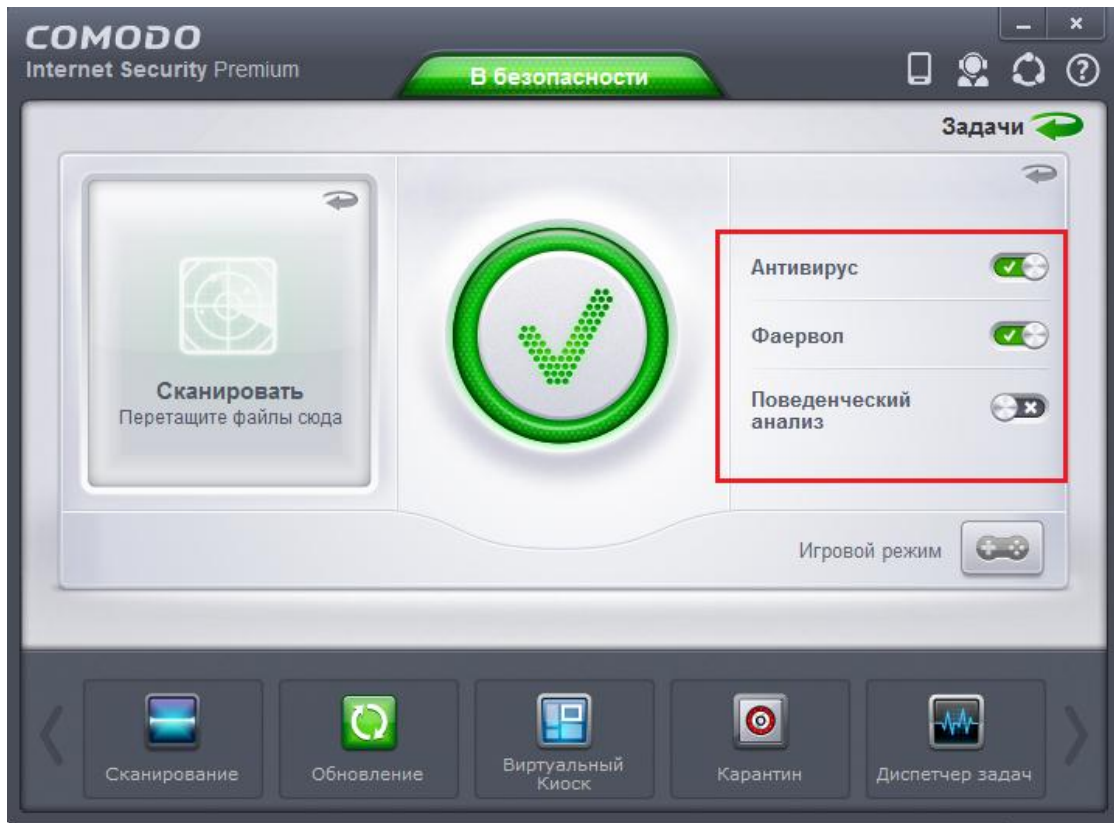 COMODO
Internet Security Premium
В безопасности
Задачи
Сканировать
Перетащите файлы сюда
Антивирус
Фаервол
Поведенческий
анализ
Игровой режим
Сканирование
Обновление
Виртуальный
Киоск
Карантин
Диспетчер задач